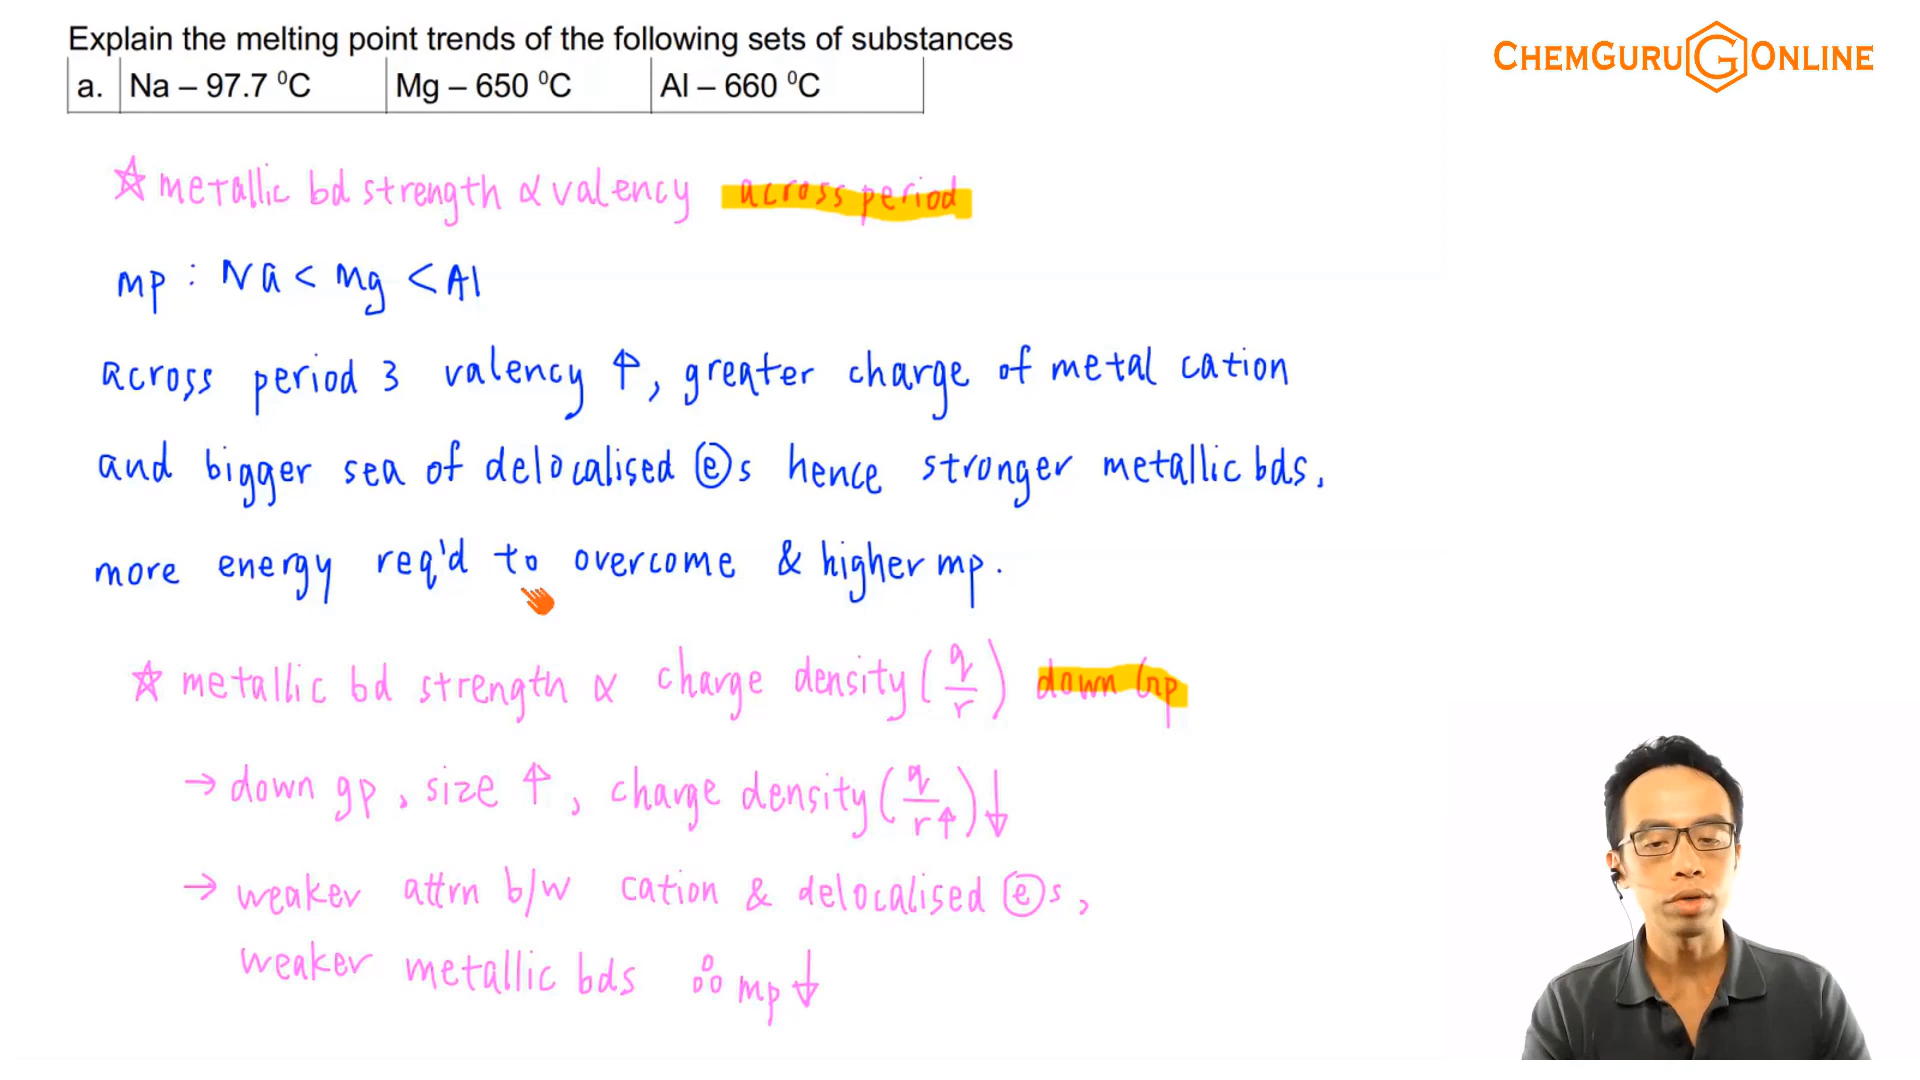 Explain the melting point trends of the following sets of substances
CHEMGURU G ONLINE
a. Na – 97.7 ⁰C Mg – 650 ⁰C Al – 660 ⁰C
☆ metallic bd strength ∝ valency across period
mp : Na < Mg < Al
across period 3 valency ↑, greater charge of metal cation
and bigger sea of delocalised ⓔs hence stronger metallic bds,
more energy req'd to overcome & higher mp.
☆ metallic bd strength ∝ charge density (q/r) down Gp
→ down gp, size ↑, charge density (q/r↑) ↓
→ weaker attrn b/w cation & delocalised ⓔs,
weaker metallic bds ∴ mp ↓